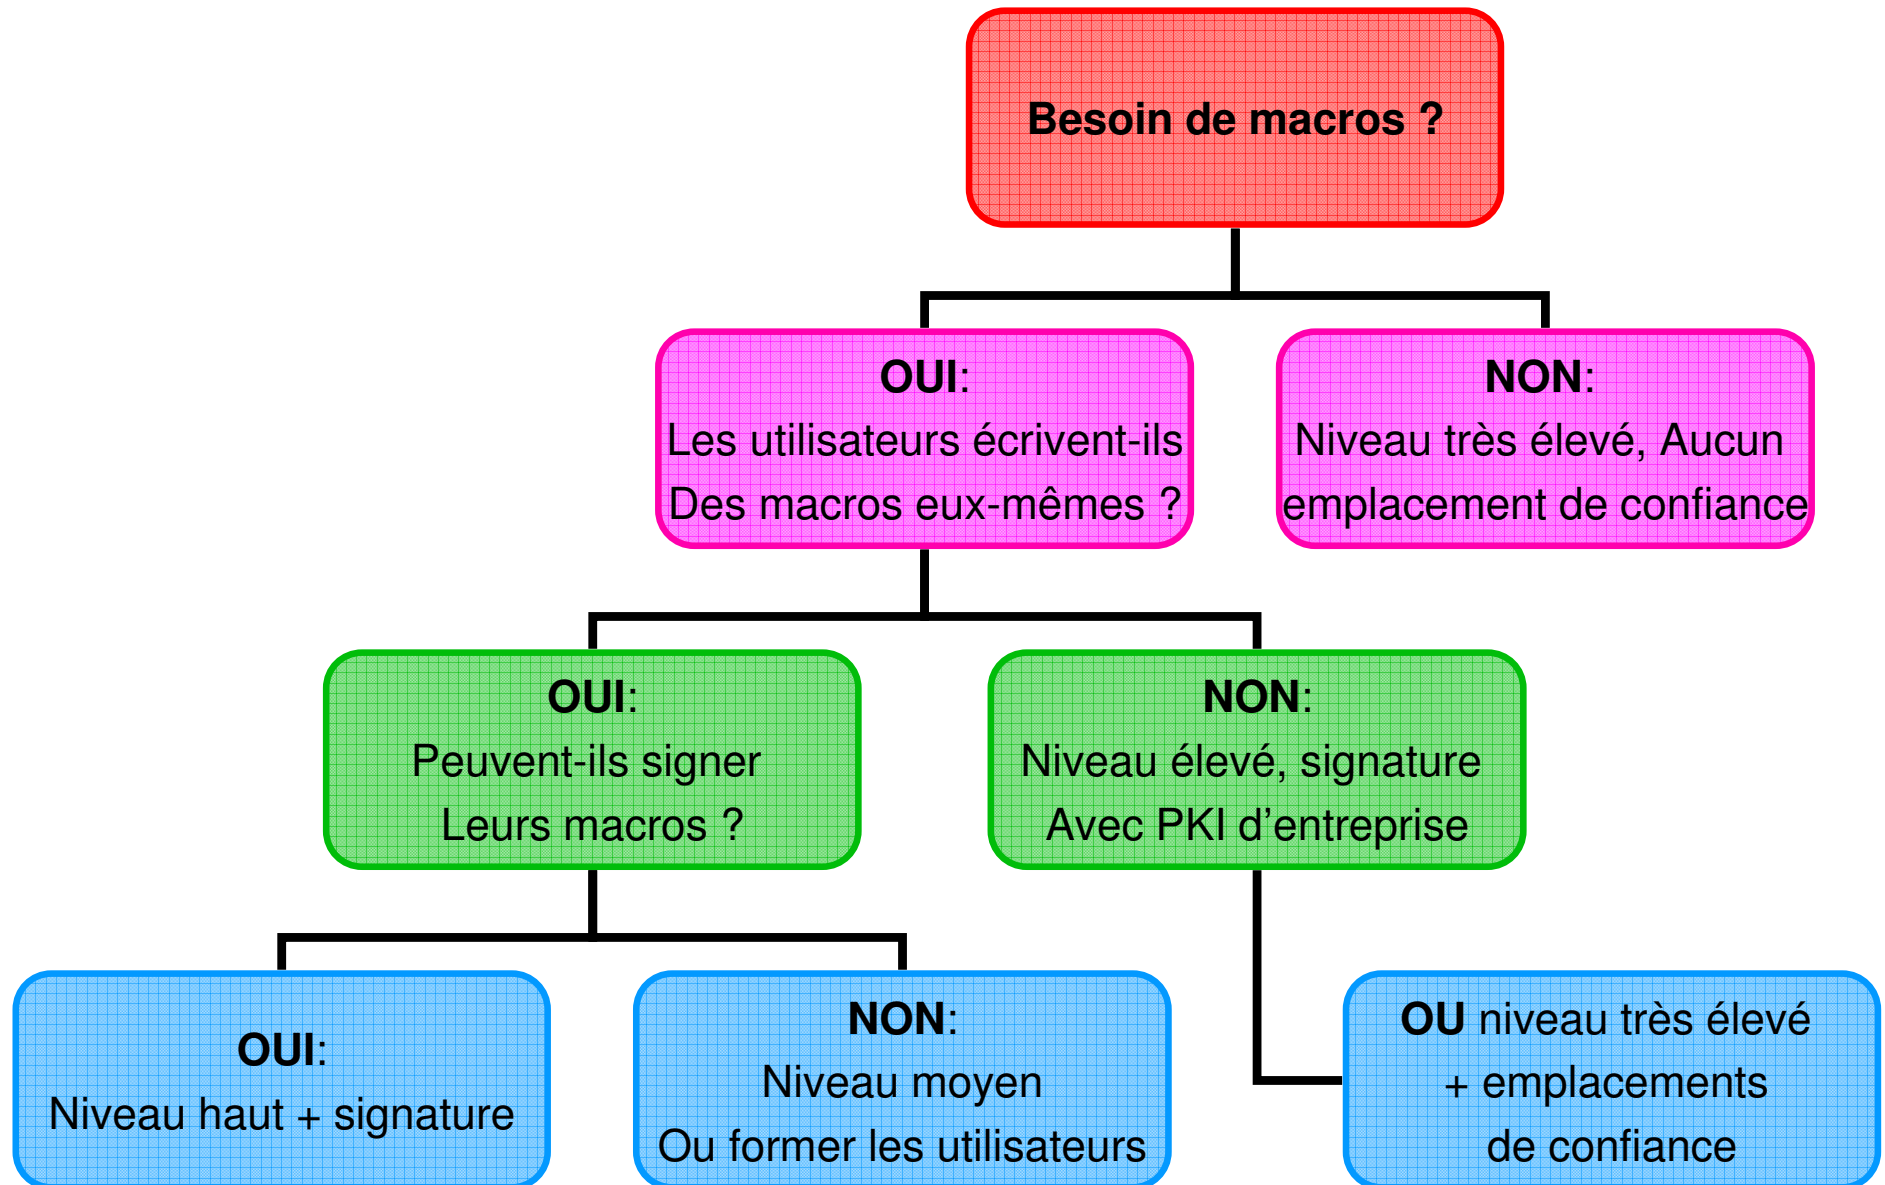 Besoin de macros ?
OUI:
Les utilisateurs écrivent-ils
Des macros eux-mêmes ?
NON:
Niveau très élevé, Aucun
emplacement de confiance
OUI:
Peuvent-ils signer
Leurs macros ?
NON:
Niveau élevé, signature
Avec PKI d’entreprise
OUI:
Niveau haut + signature
NON:
Niveau moyen
Ou former les utilisateurs
OU niveau très élevé
+ emplacements
de confiance